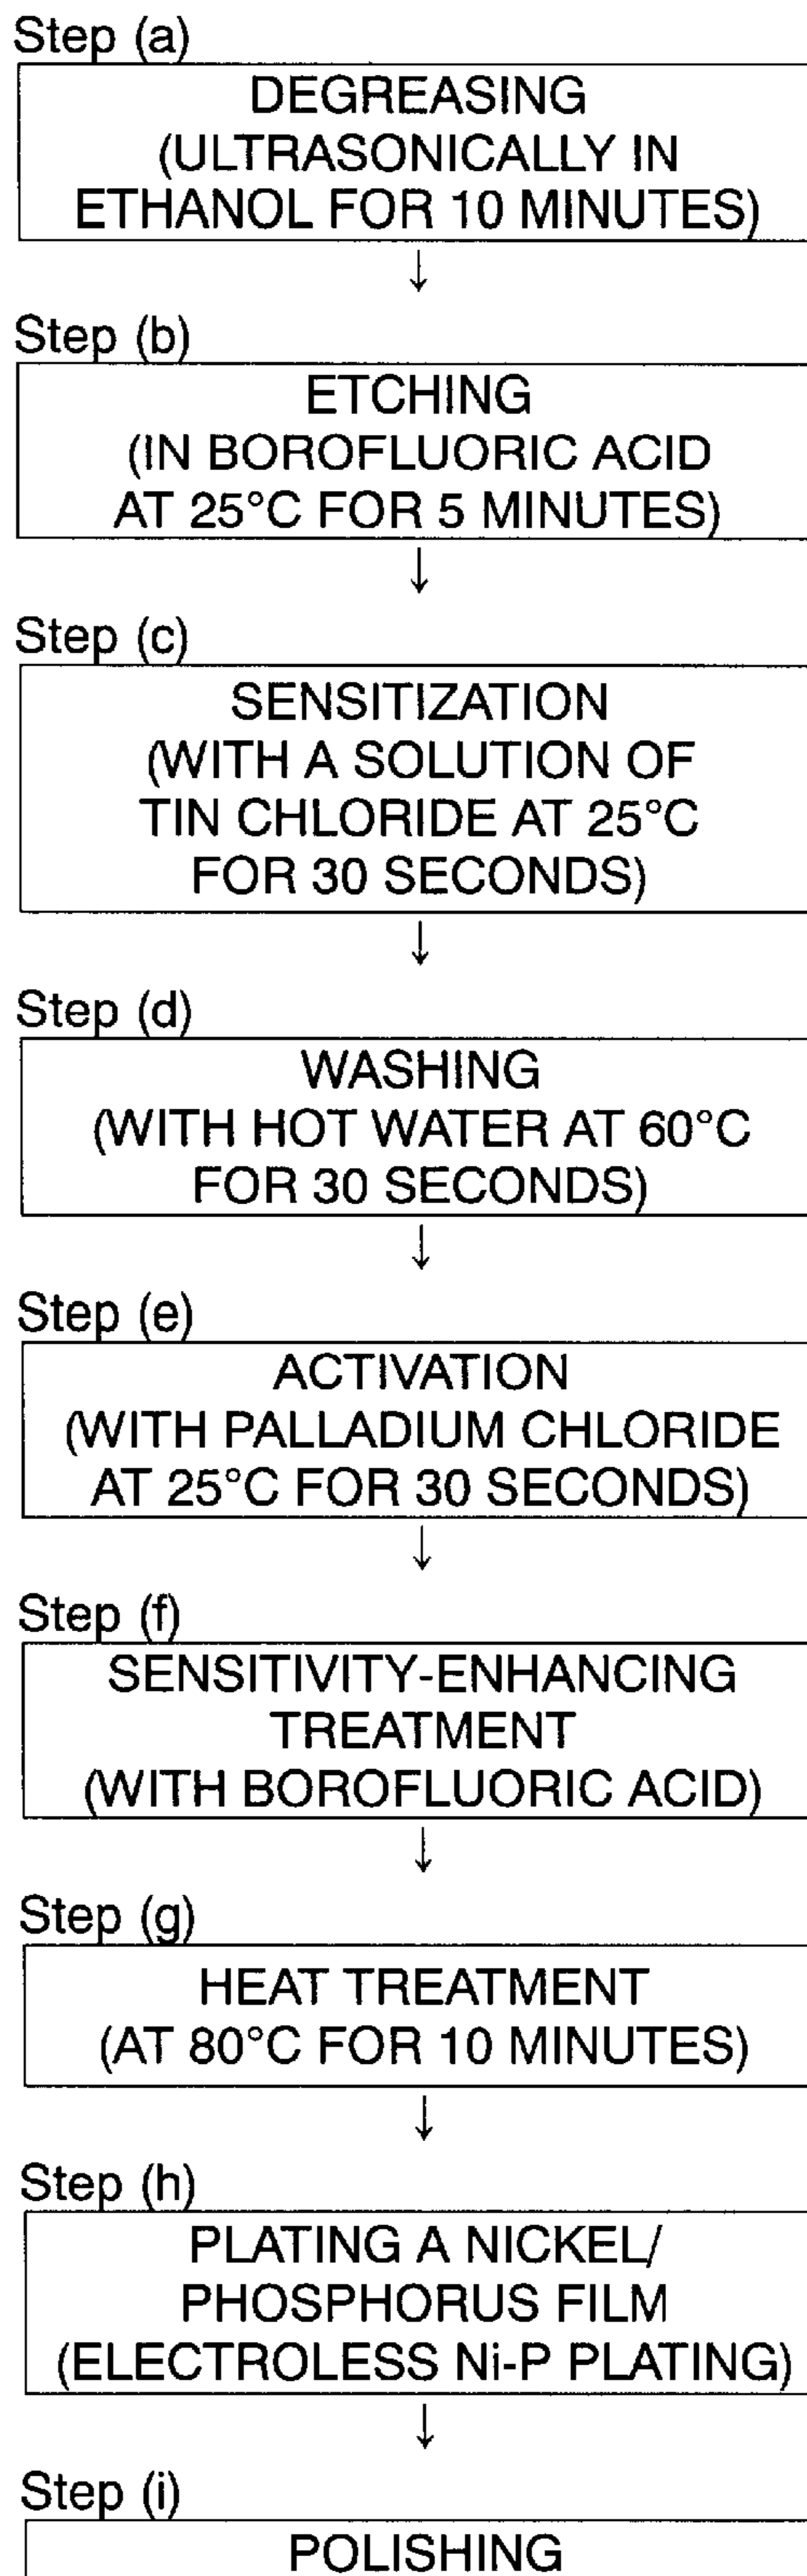 Step (a)
DEGREASING
(ULTRASONICALLY IN
ETHANOL FOR 10 MINUTES)
↓
Step (b)
ETCHING
(IN BOROFLUORIC ACID
AT 25°C FOR 5 MINUTES)
↓
Step (c)
SENSITIZATION
(WITH A SOLUTION OF
TIN CHLORIDE AT 25°C
FOR 30 SECONDS)
↓
Step (d)
WASHING
(WITH HOT WATER AT 60°C
FOR 30 SECONDS)
↓
Step (e)
ACTIVATION
(WITH PALLADIUM CHLORIDE
AT 25°C FOR 30 SECONDS)
↓
Step (f)
SENSITIVITY-ENHANCING
TREATMENT
(WITH BOROFLUORIC ACID)
↓
Step (g)
HEAT TREATMENT
(AT 80°C FOR 10 MINUTES)
↓
Step (h)
PLATING A NICKEL/
PHOSPHORUS FILM
(ELECTROLESS Ni-P PLATING)
↓
Step (i)
POLISHING